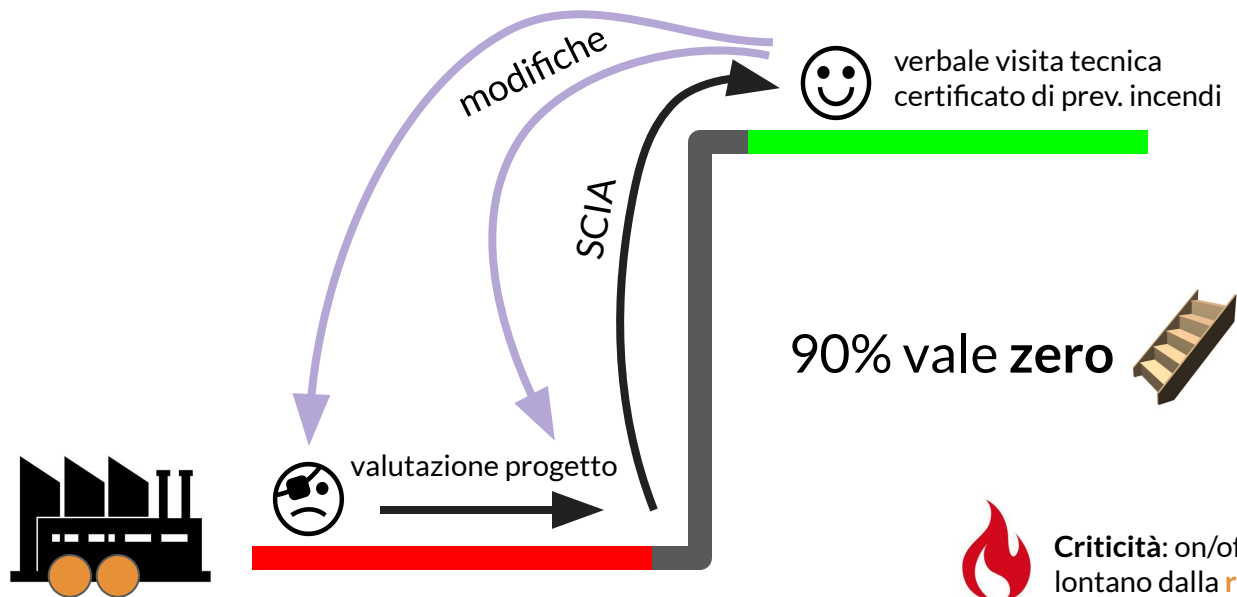 modifiche
verbale visita tecnica
certificato di prev. incendi
SCIA
90% vale zero
valutazione progetto
Criticità: on/of
lontano dalla r